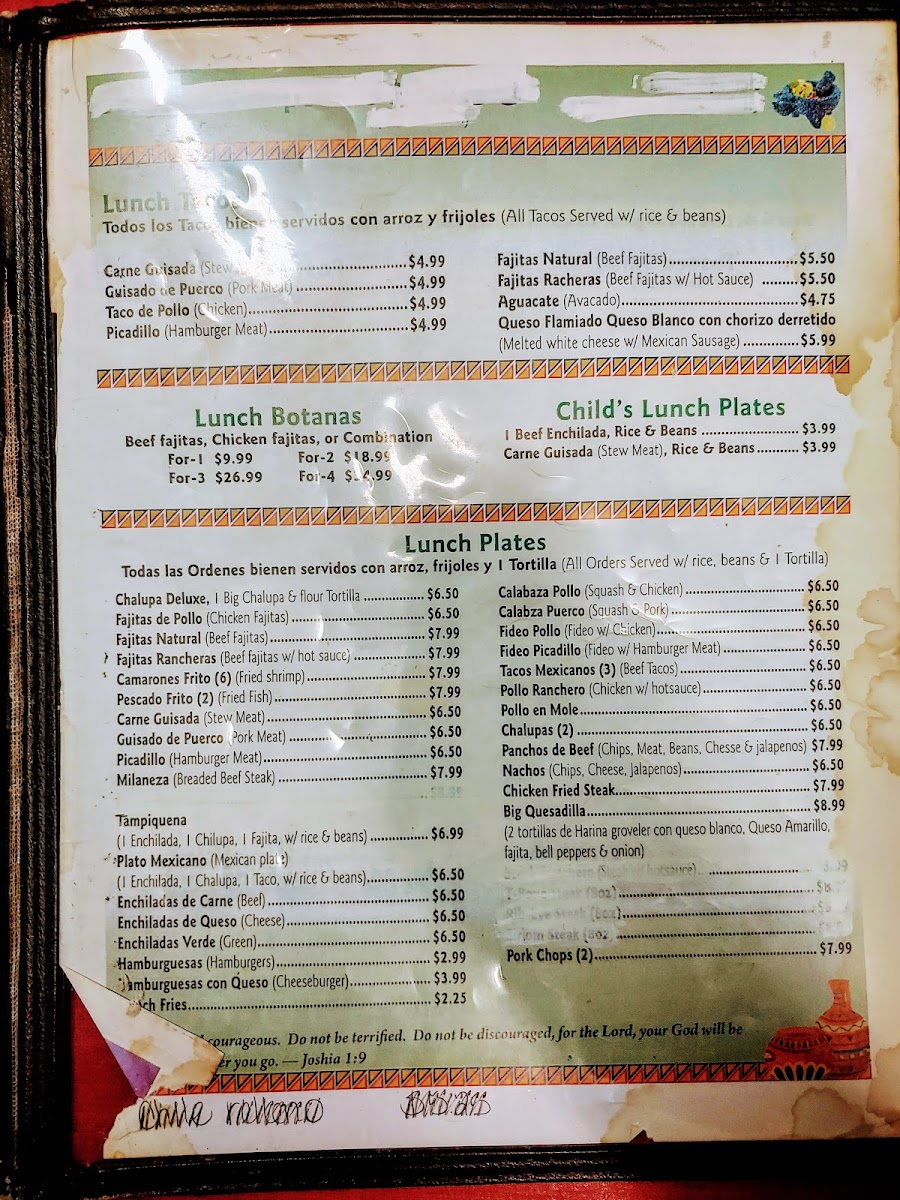 Lunch Tacos
Todos los Tacos bienen servidos con arroz y frijoles (All Tacos Served w/ rice & beans)
Carne Guisada (Stew ..........$4.99
Guisado de Puerco (Pork Meat) ..........$4.99
Taco de Pollo (Chicken)..........$4.99
Picadillo (Hamburger Meat)..........$4.99
Fajitas Natural (Beef Fajitas)..........$5.50
Fajitas Racheras (Beef Fajitas w/ Hot Sauce) .........$5.50
Aguacate (Avacado)..........$4.75
Queso Flamiado Queso Blanco con chorizo derretido
(Melted white cheese w/ Mexican Sausage) ..........$5.99
Lunch Botanas
Beef fajitas, Chicken fajitas, or Combination
For-1 $9.99 For-2 $18.99
For-3 $26.99 For-4
Child's Lunch Plates
1 Beef Enchilada, Rice & Beans ..........$3.99
Carne Guisada (Stew Meat), Rice & Beans..........$3.99
Lunch Plates
Todas las Ordenes bienen servidos con arroz, frijoles y 1 Tortilla (All Orders Served w/ rice, beans & 1 Tortilla)
Chalupa Deluxe, 1 Big Chalupa & flour Tortilla ..........$6.50
Fajitas de Pollo (Chicken Fajitas)..........$6.50
Fajitas Natural (Beef Fajitas)..........$7.99
Fajitas Rancheras (Beef fajitas w/ hot sauce)..........$7.99
Camarones Frito (6) (Fried shrimp)..........$7.99
Pescado Frito (2) (Fried Fish)..........$7.99
Carne Guisada (Stew Meat)..........$6.50
Guisado de Puerco (Pork Meat) ..........$6.50
Picadillo (Hamburger Meat)..........$6.50
Milaneza (Breaded Beef Steak) ..........$7.99
$8.99
Tampiquena
(1 Enchilada, 1 Chilupa, 1 Fajita, w/ rice & beans)..........$6.99
Plato Mexicano (Mexican plate)
(1 Enchilada, 1 Chalupa, 1 Taco, w/ rice & beans)..........$6.50
Enchiladas de Carne (Beef)..........$6.50
Enchiladas de Queso (Cheese)..........$6.50
Enchiladas Verde (Green)..........$6.50
Hamburguesas (Hamburgers)..........$2.99
Hamburguesas con Queso (Cheeseburger)..........$3.99
Fries..........$2.25
Calabaza Pollo (Squash & Chicken)..........$6.50
Calabza Puerco (Squash & Pork)..........$6.50
Fideo Pollo (Fideo w/ Chicken)..........$6.50
Fideo Picadillo (Fideo w/ Hamburger Meat)..........$6.50
Tacos Mexicanos (3) (Beef Tacos)..........$6.50
Pollo Ranchero (Chicken w/ hotsauce)..........$6.50
Pollo en Mole..........$6.50
Chalupas (2)..........$6.50
Panchos de Beef (Chips, Meat, Beans, Chesse & jalapenos) $7.99
Nachos (Chips, Cheese, Jalapenos)..........$6.50
Chicken Fried Steak..........$7.99
Big Quesadilla..........$8.99
(2 tortillas de Harina groveler con queso blanco, Queso Amarillo,
fajita, bell peppers & onion)
Pork Chops (2)..........$7.99
courageous. Do not be terrified. Do not be discouraged, for the Lord, your God will be
you go. — Joshia 1:9